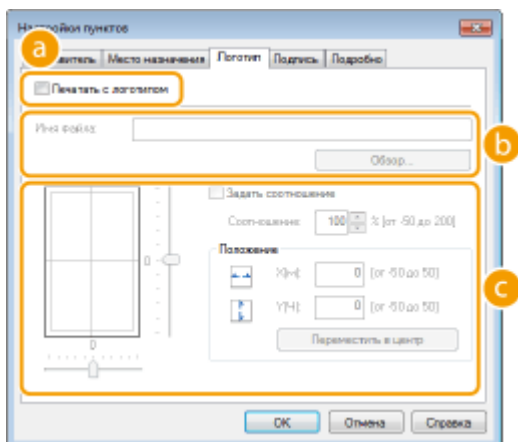 Настройки пунктов
a
витель Место назначения Логотип Подпись Подробно
Печатать с логотипом
Имя файла:
b
Обзор...
Задать соотношение
Соотношение: 100 % [от -50 до 200]
Положение
0
X[H]: 0 [от -50 до 50]
c
Y[Ч]: 0 [от -50 до 50]
0
Переместить в центр
OK Отмена Справка